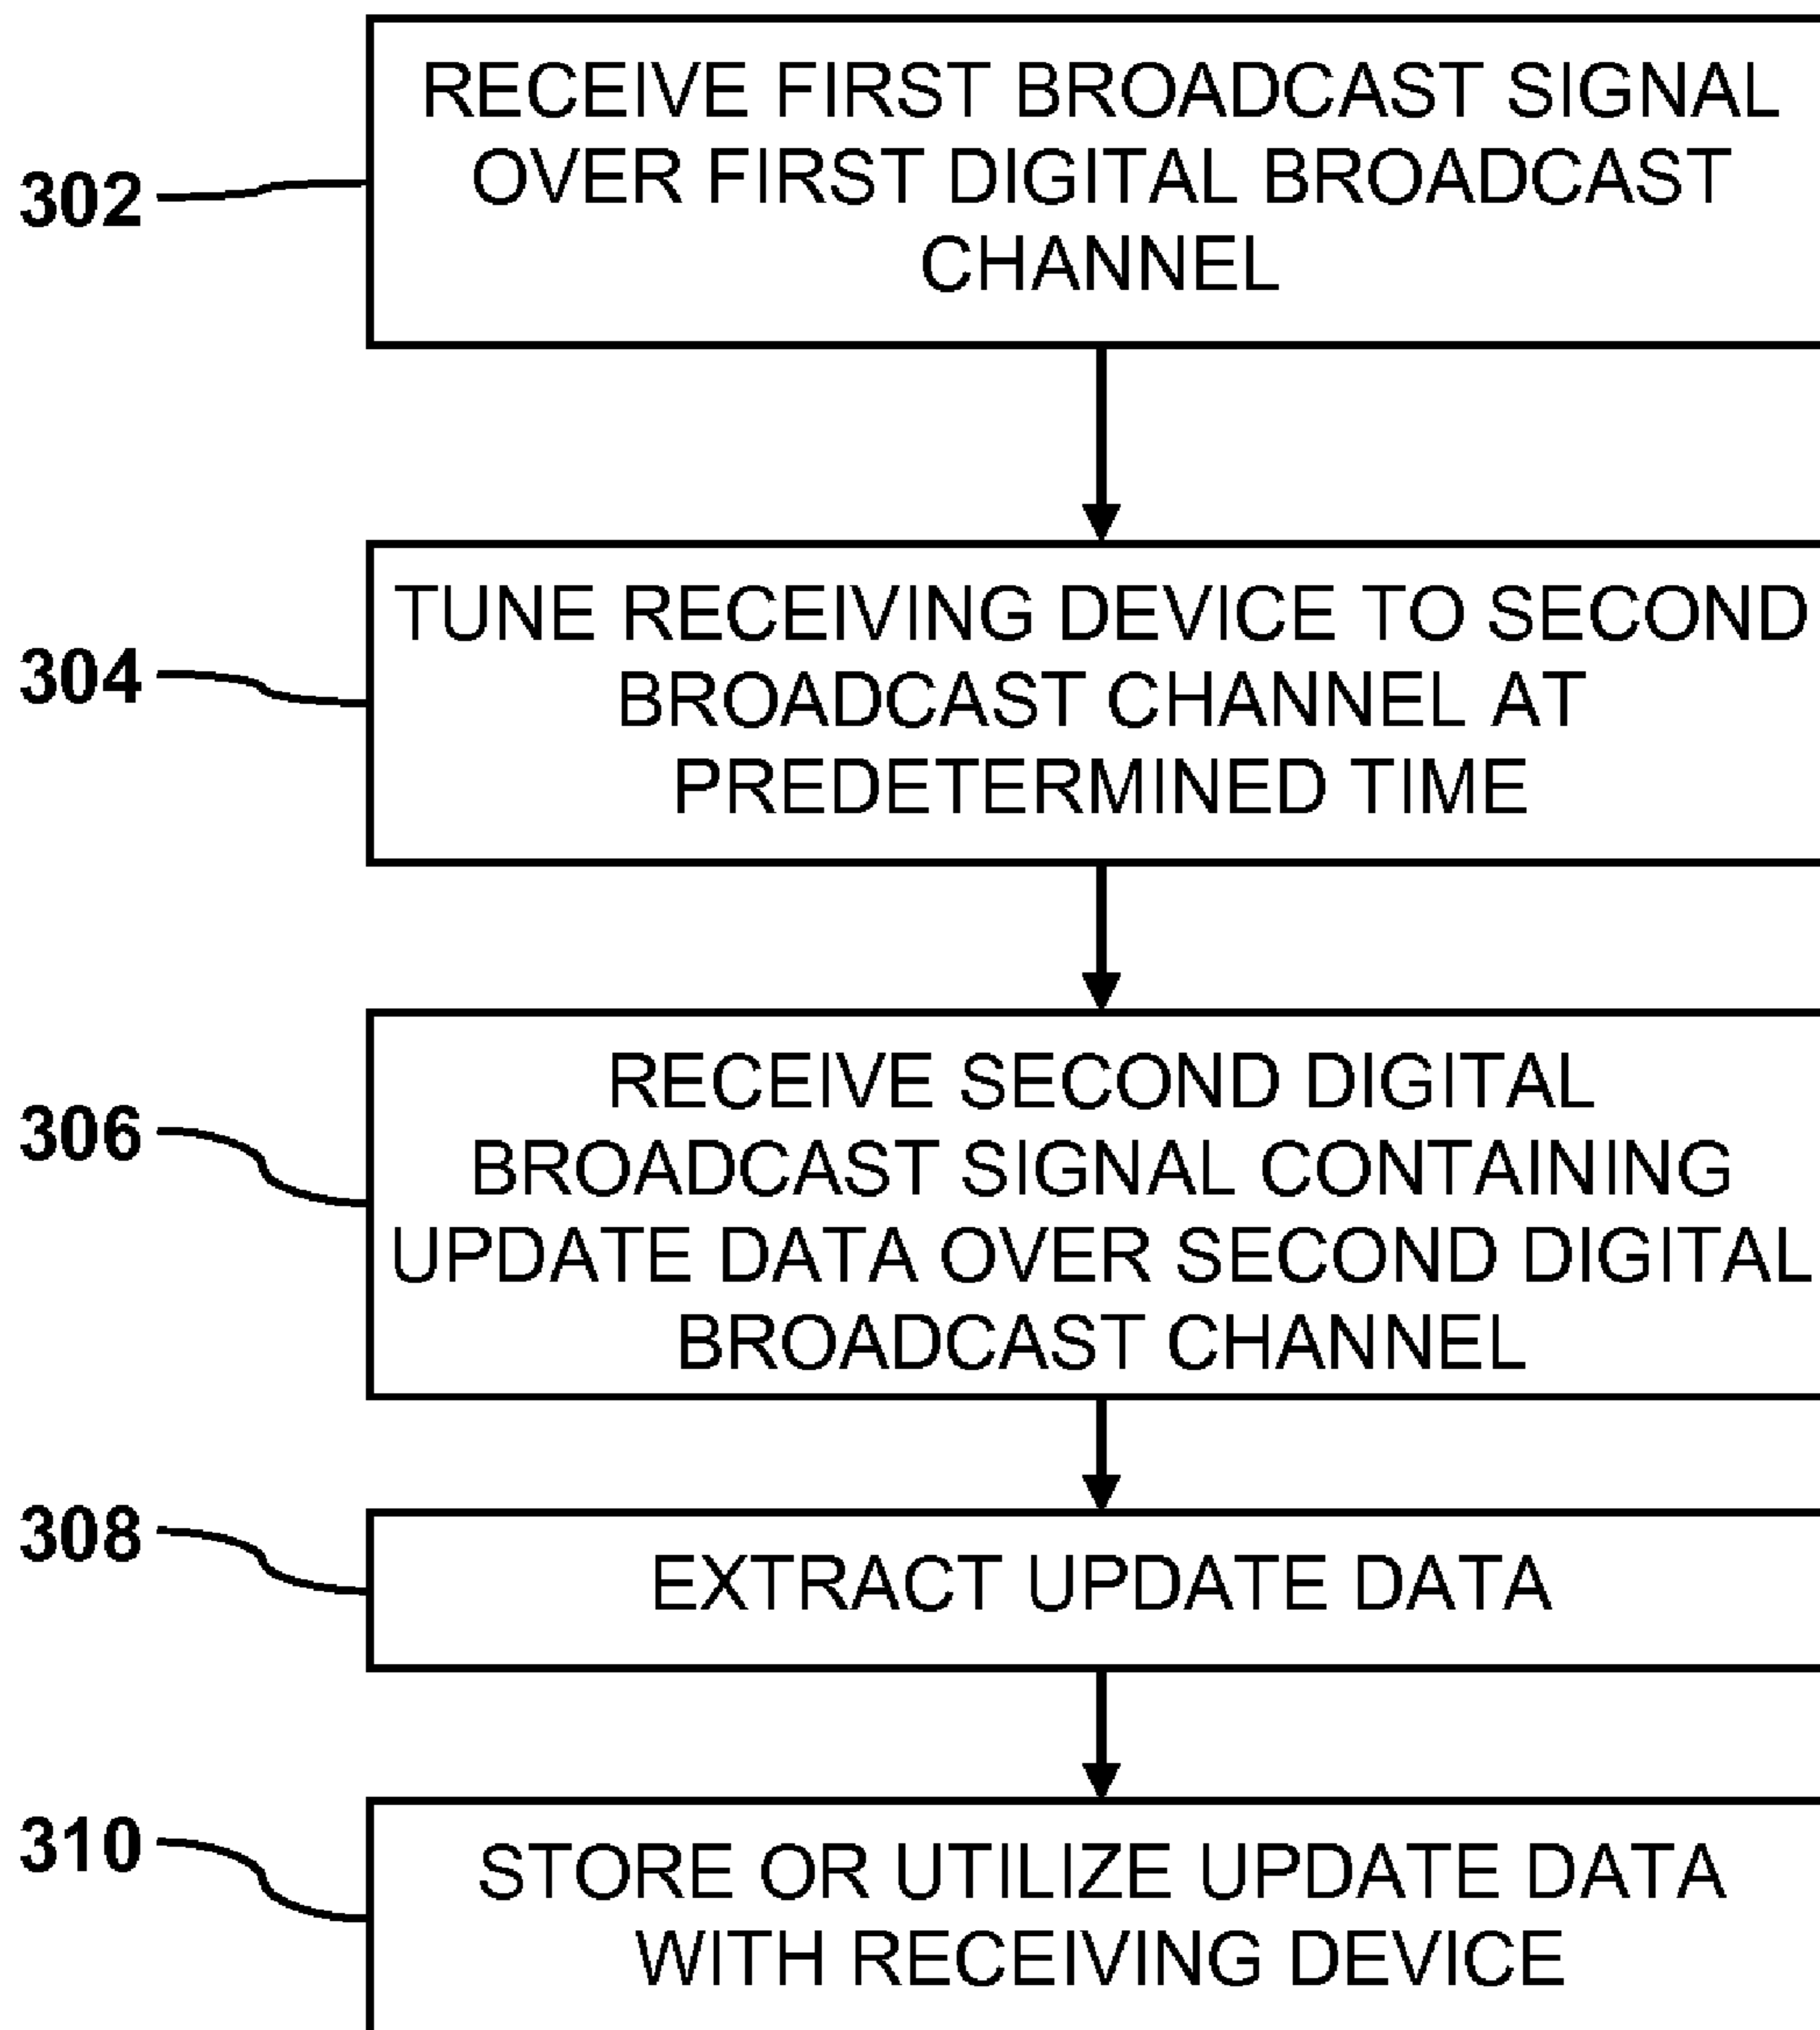 302
RECEIVE FIRST BROADCAST SIGNAL
OVER FIRST DIGITAL BROADCAST
CHANNEL
304
TUNE RECEIVING DEVICE TO SECOND
BROADCAST CHANNEL AT
PREDETERMINED TIME
306
RECEIVE SECOND DIGITAL
BROADCAST SIGNAL CONTAINING
UPDATE DATA OVER SECOND DIGITAL
BROADCAST CHANNEL
308
EXTRACT UPDATE DATA
310
STORE OR UTILIZE UPDATE DATA
WITH RECEIVING DEVICE